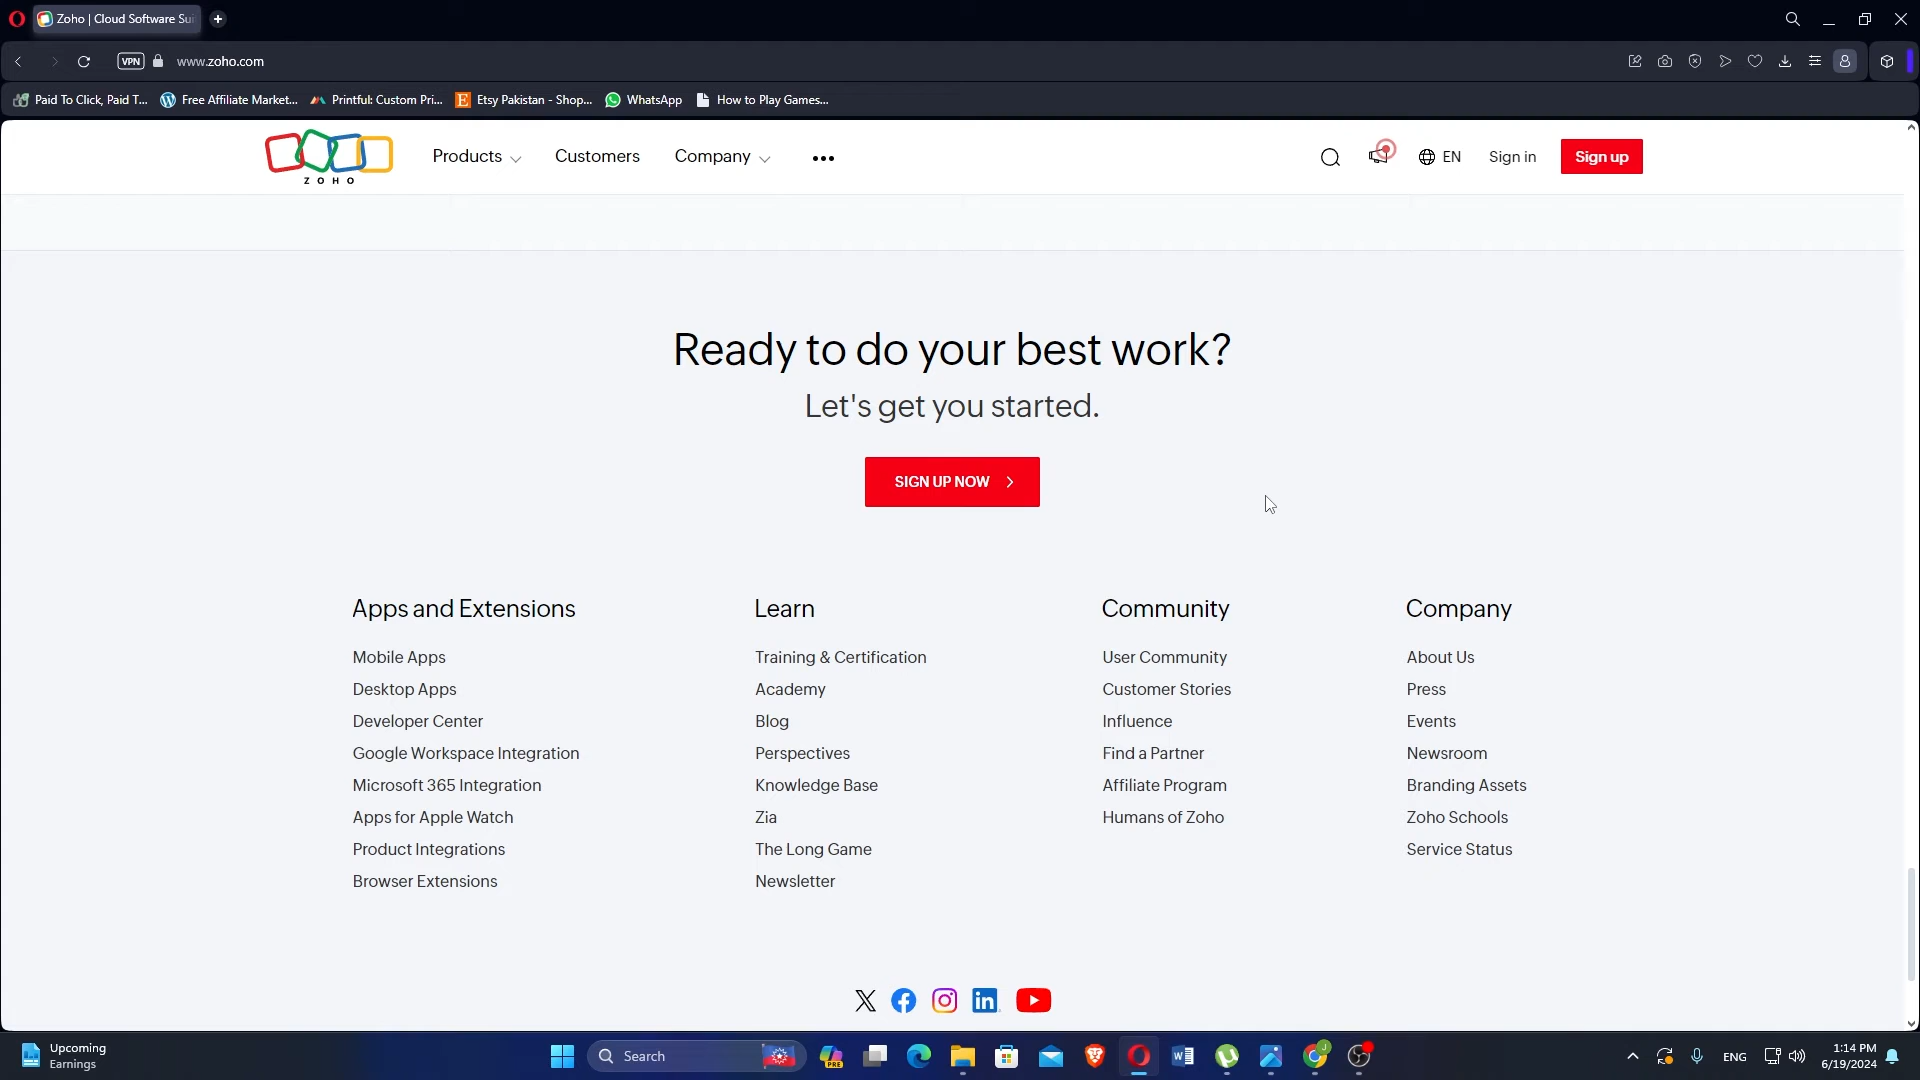 Zoho | Cloud Software Sui
VPN
www.zoho.com
Paid To Click, Paid T...
Free Affiliate Market...
Printful: Custom Pri...
Etsy Pakistan - Shop...
WhatsApp
How to Play Games...
ZOHO
Products
Customers
Company
EN
Sign in
Sign up
Ready to do your best work?
Let's get you started.
SIGN UP NOW
Apps and Extensions
Mobile Apps
Desktop Apps
Developer Center
Google Workspace Integration
Microsoft 365 Integration
Apps for Apple Watch
Product Integrations
Browser Extensions
Learn
Training & Certification
Academy
Blog
Perspectives
Knowledge Base
Zia
The Long Game
Newsletter
Community
User Community
Customer Stories
Influence
Find a Partner
Affiliate Program
Humans of Zoho
Company
About Us
Press
Events
Newsroom
Branding Assets
Zoho Schools
Service Status
in
Upcoming
Earnings
Search
PRE
J
ENG
1:14 PM
6/19/2024